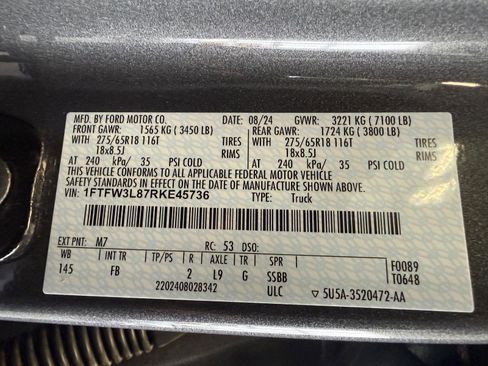 MFD. BY FORD MOTOR CO. 08/24 GVWR: 3221 KG ( 7100 LB)
FRONT GAWR: 1565 KG ( 3450 LB) REAR GAWR: 1724 KG ( 3800 LB)
WITH 275/65R18 116T TIRES WITH 275/65R18 116T TIRES
18x8.5J 18x8.5J
AT 240 kPa/ 35 PSI COLD AT 240 kPa/ 35 PSI COLD
THIS VEHICLE CONFORMS TO ALL APPLICABLE FEDERAL MOTOR VEHICLE
SAFETY STANDARDS IN EFFECT ON THE DATE OF MANUFACTURE SHOWN ABOVE.
VIN: 1FTFW3L87RKE45736 TYPE: Truck
EXT PNT: M7 RC: 53 DSO:
WB INT TR TP/PS R AXLE TR SPR F0089
145 FB 2 L9 G SSBB T0648
2202408028342 ULC 5U5A-3520472-AA